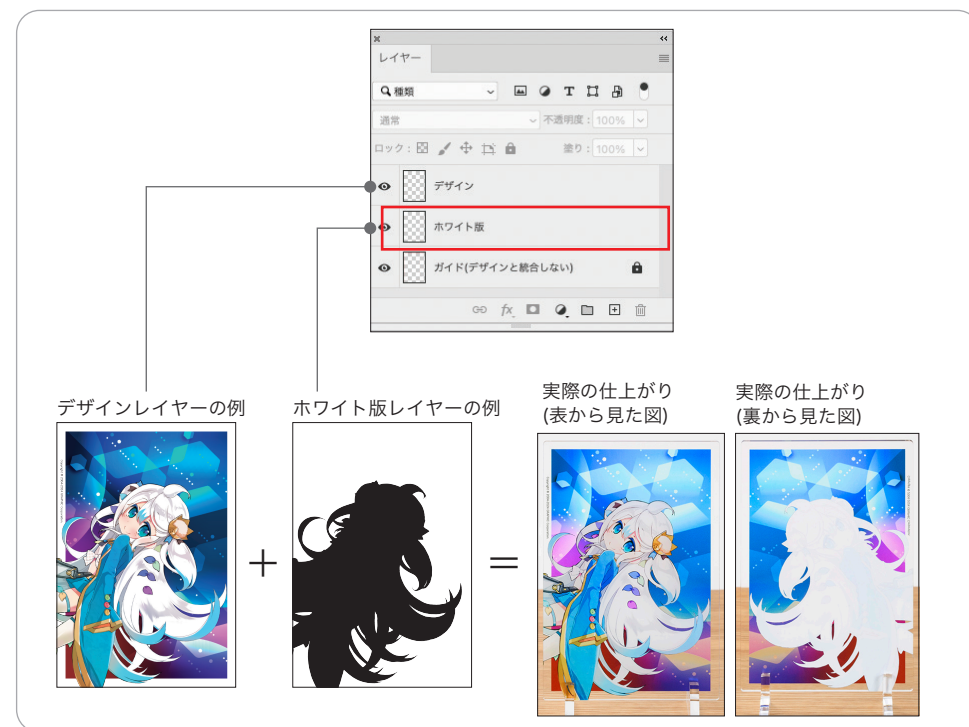 レイヤー
種類
通常
不透明度：100%
ロック：
塗り：100%
デザイン
ホワイト版
ガイド(デザインと統合しない)
fx
デザインレイヤーの例
ホワイト版レイヤーの例
実際の仕上がり
(表から見た図)
実際の仕上がり
(裏から見た図)
+
=